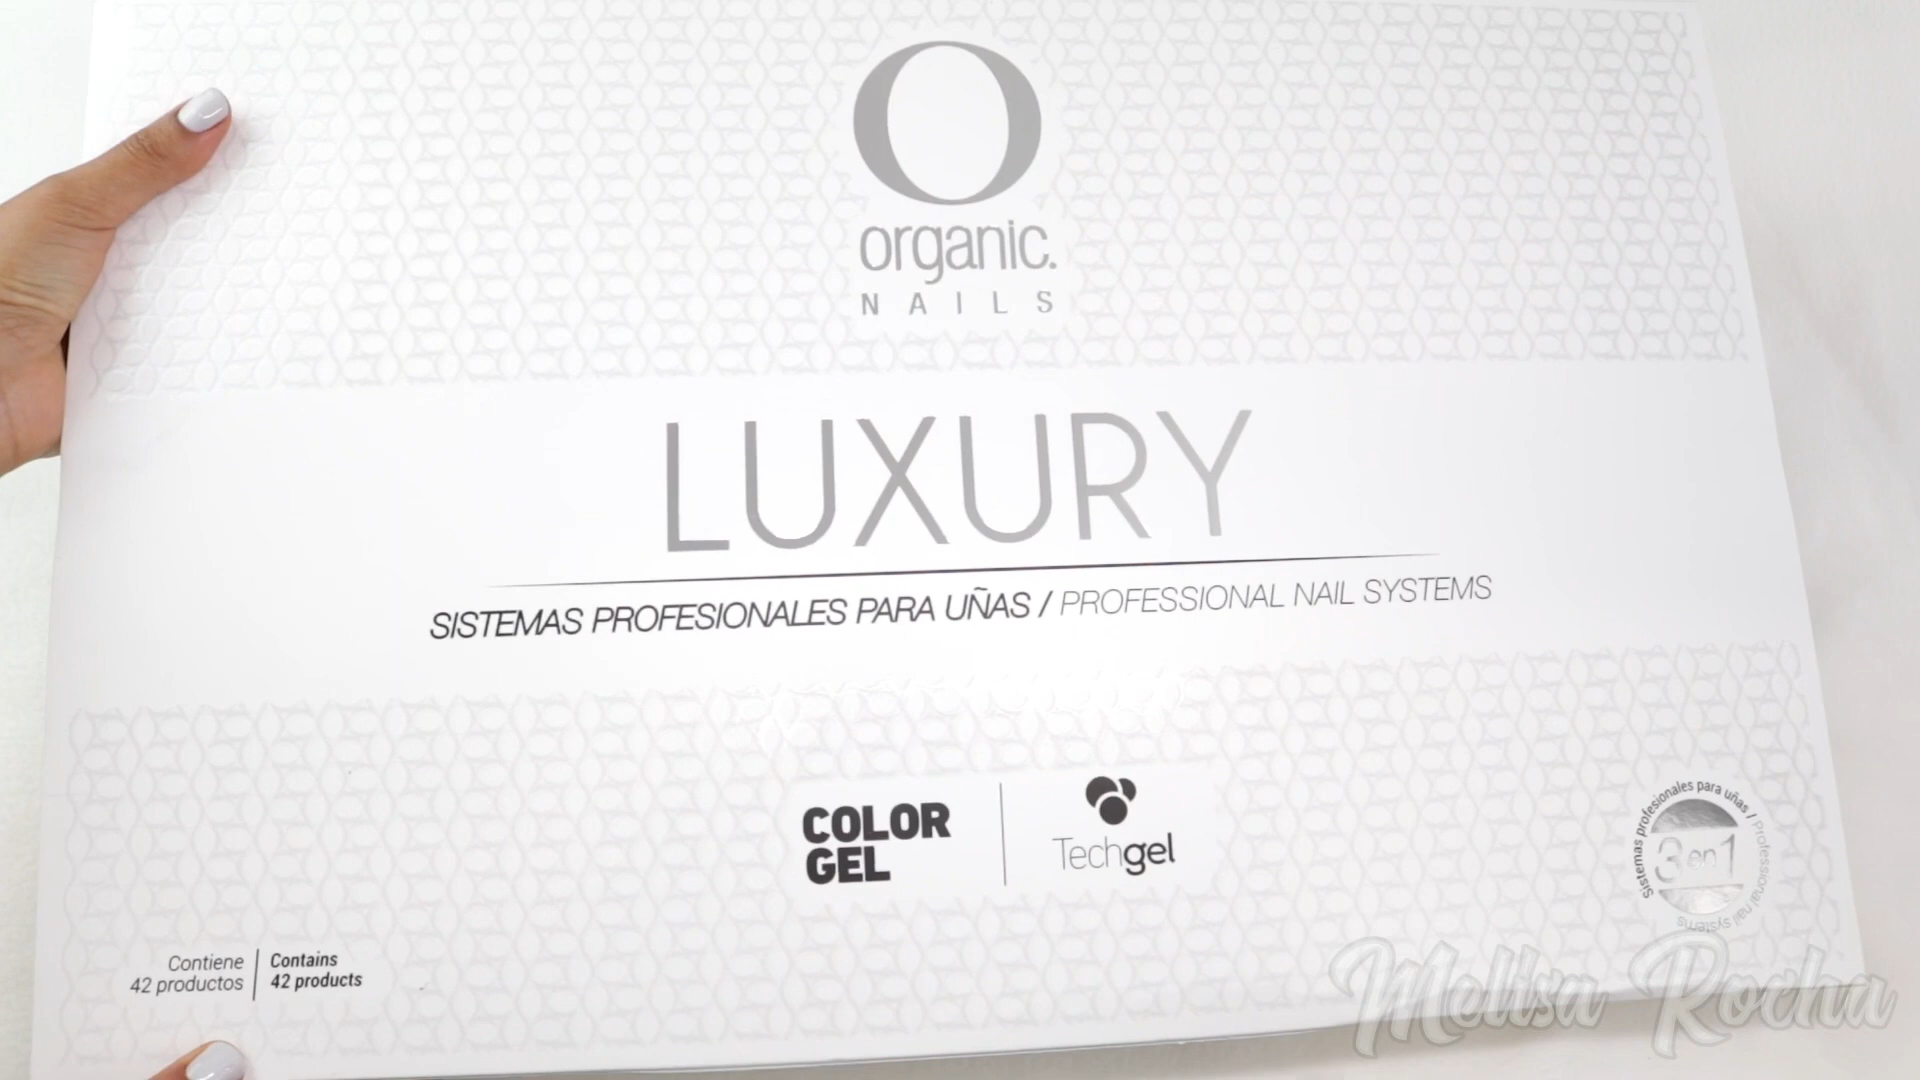 O
organic.
NAILS
LUXURY
SISTEMAS PROFESIONALES PARA UÑAS / PROFESSIONAL NAIL SYSTEMS
COLOR
GEL
Techgel
Sistemas profesionales para uñas / Professional nail systems
3 en 1
Contiene
42 productos
Contains
42 products
Melisa Rocha